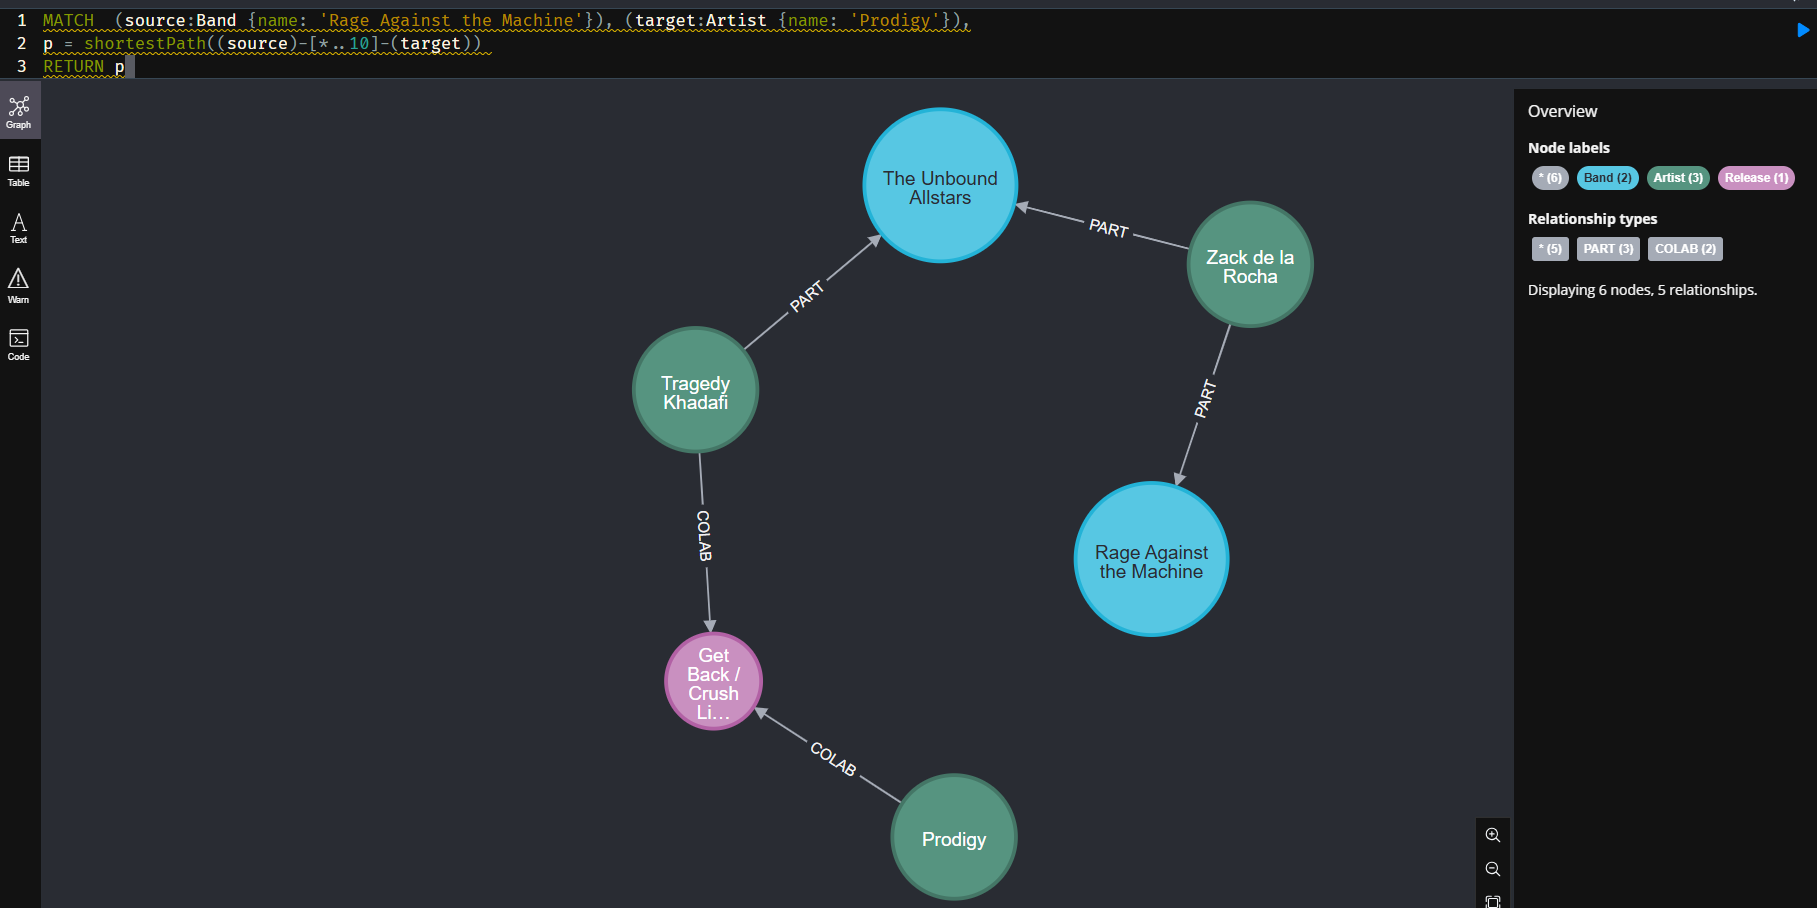 1 MATCH  (source:Band {name: 'Rage Against the Machine'}), (target:Artist {name: 'Prodigy'}),
2 p = shortestPath((source)-[*..10]-(target))
3 RETURN p
Graph
Table
Text
Warn
Code
The Unbound
Allstars
PART
Zack de la
Rocha
PART
Tragedy
Khadafi
PART
Rage Against
the Machine
COLAB
Get
Back /
Crush
Li...
COLAB
Prodigy
Overview
Node labels
* (6) Band (2) Artist (3) Release (1)
Relationship types
* (5) PART (3) COLAB (2)
Displaying 6 nodes, 5 relationships.